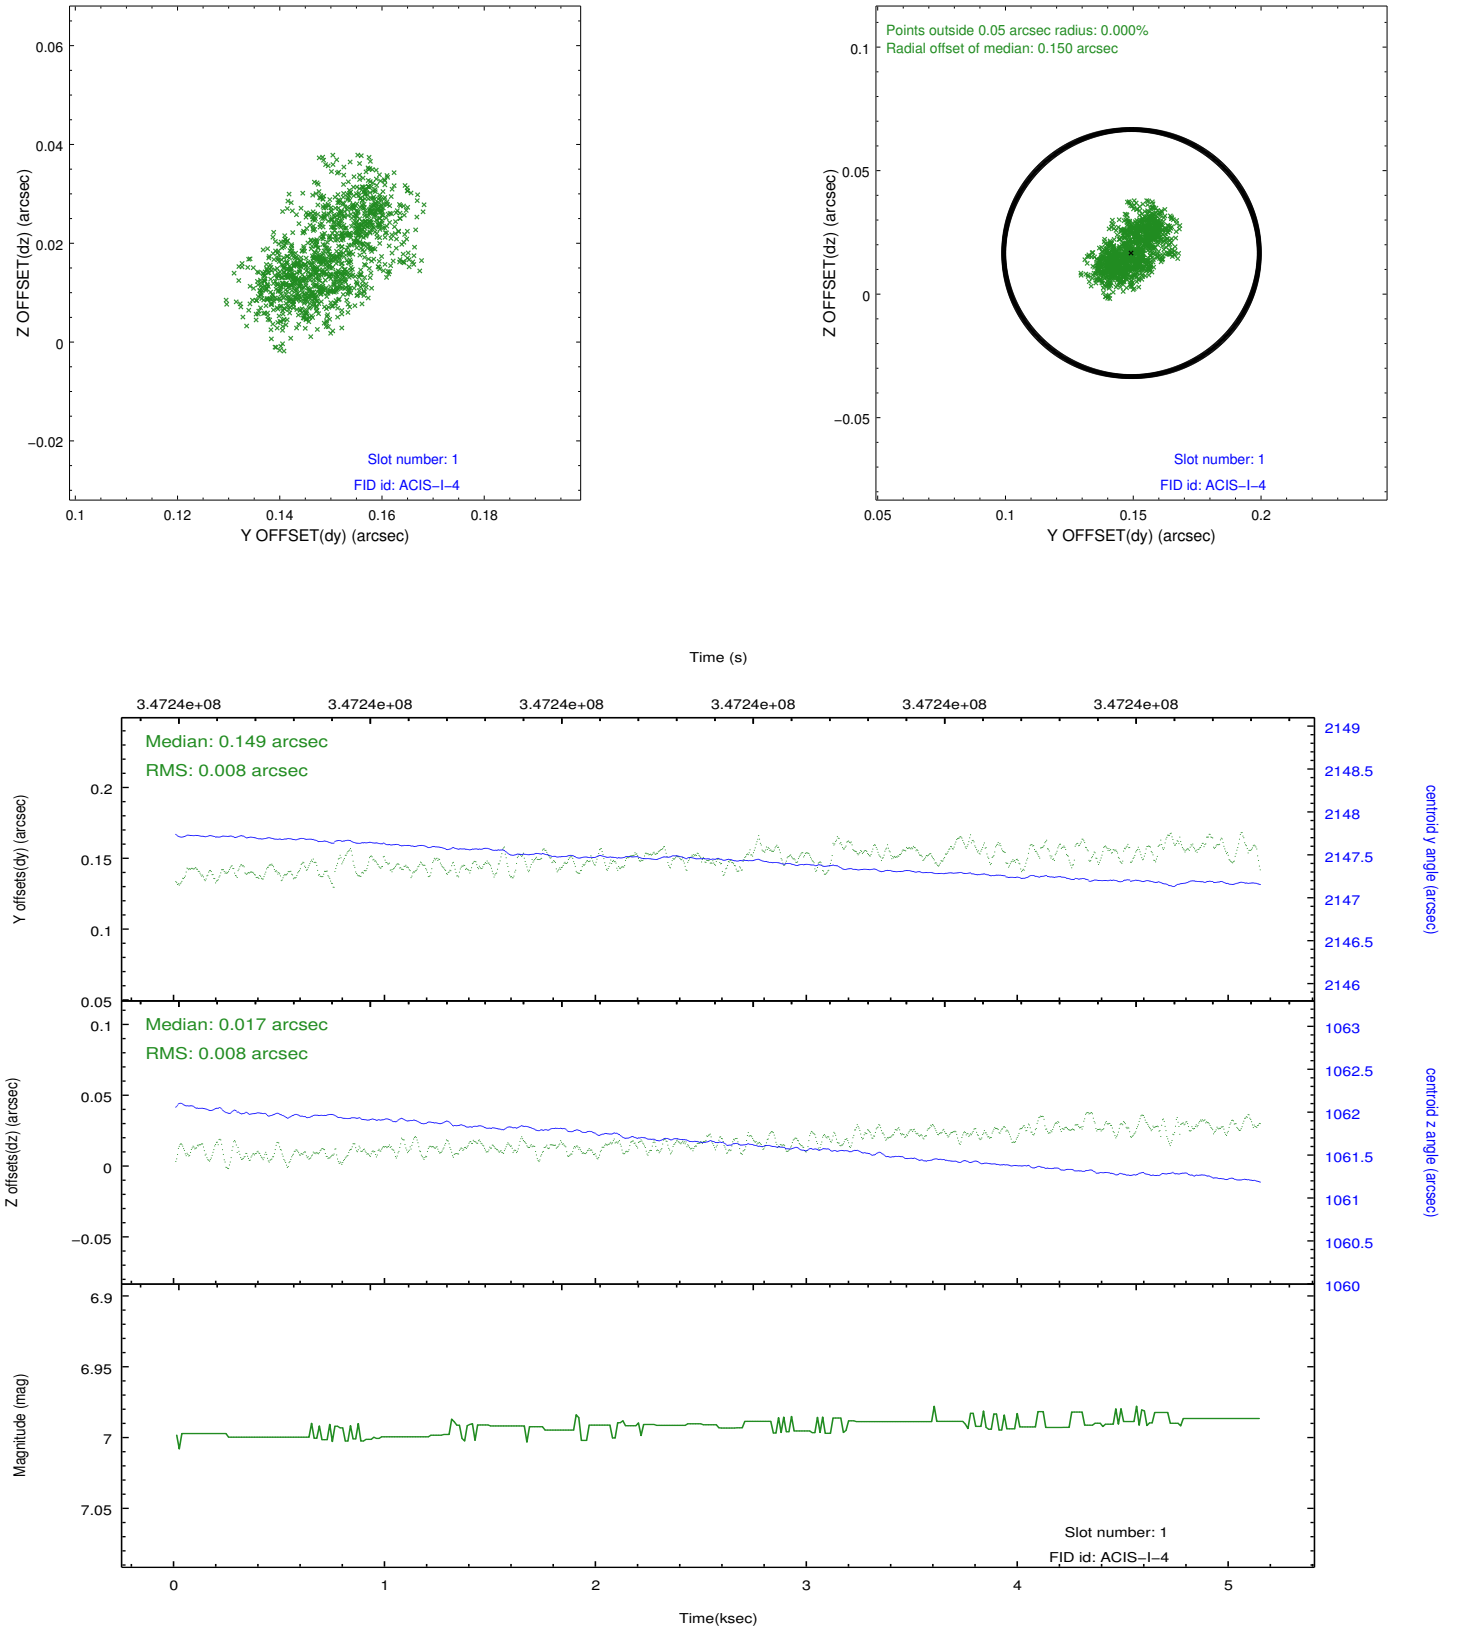 0.06
0.04
0.02
0
−0.02
Z OFFSET(dz) (arcsec)
0.1 0.12 0.14 0.16 0.18
Y OFFSET(dy) (arcsec)
Slot number: 1
FID id: ACIS−I−4
Points outside 0.05 arcsec radius: 0.000%
Radial offset of median: 0.150 arcsec
0.1
0.05
0
−0.05
Z OFFSET(dz) (arcsec)
Slot number: 1
FID id: ACIS−I−4
0.05 0.1 0.15 0.2
Y OFFSET(dy) (arcsec)
Time (s)
3.4724e+08 3.4724e+08 3.4724e+08 3.4724e+08 3.4724e+08 3.4724e+08
Median: 0.149 arcsec
RMS: 0.008 arcsec
0.2
0.15
0.1
0.05
Y offsets(dy) (arcsec)
2149
2148.5
2148
2147.5
2147
2146.5
2146
centroid y angle (arcsec)
Median: 0.017 arcsec
RMS: 0.008 arcsec
0.1
0.05
0
−0.05
Z offsets(dz) (arcsec)
1063
1062.5
1062
1061.5
1061
1060.5
1060
centroid z angle (arcsec)
6.9
6.95
7
7.05
Magnitude (mag)
Slot number: 1
FID id: ACIS−I−4
0 1 2 3 4 5
Time(ksec)